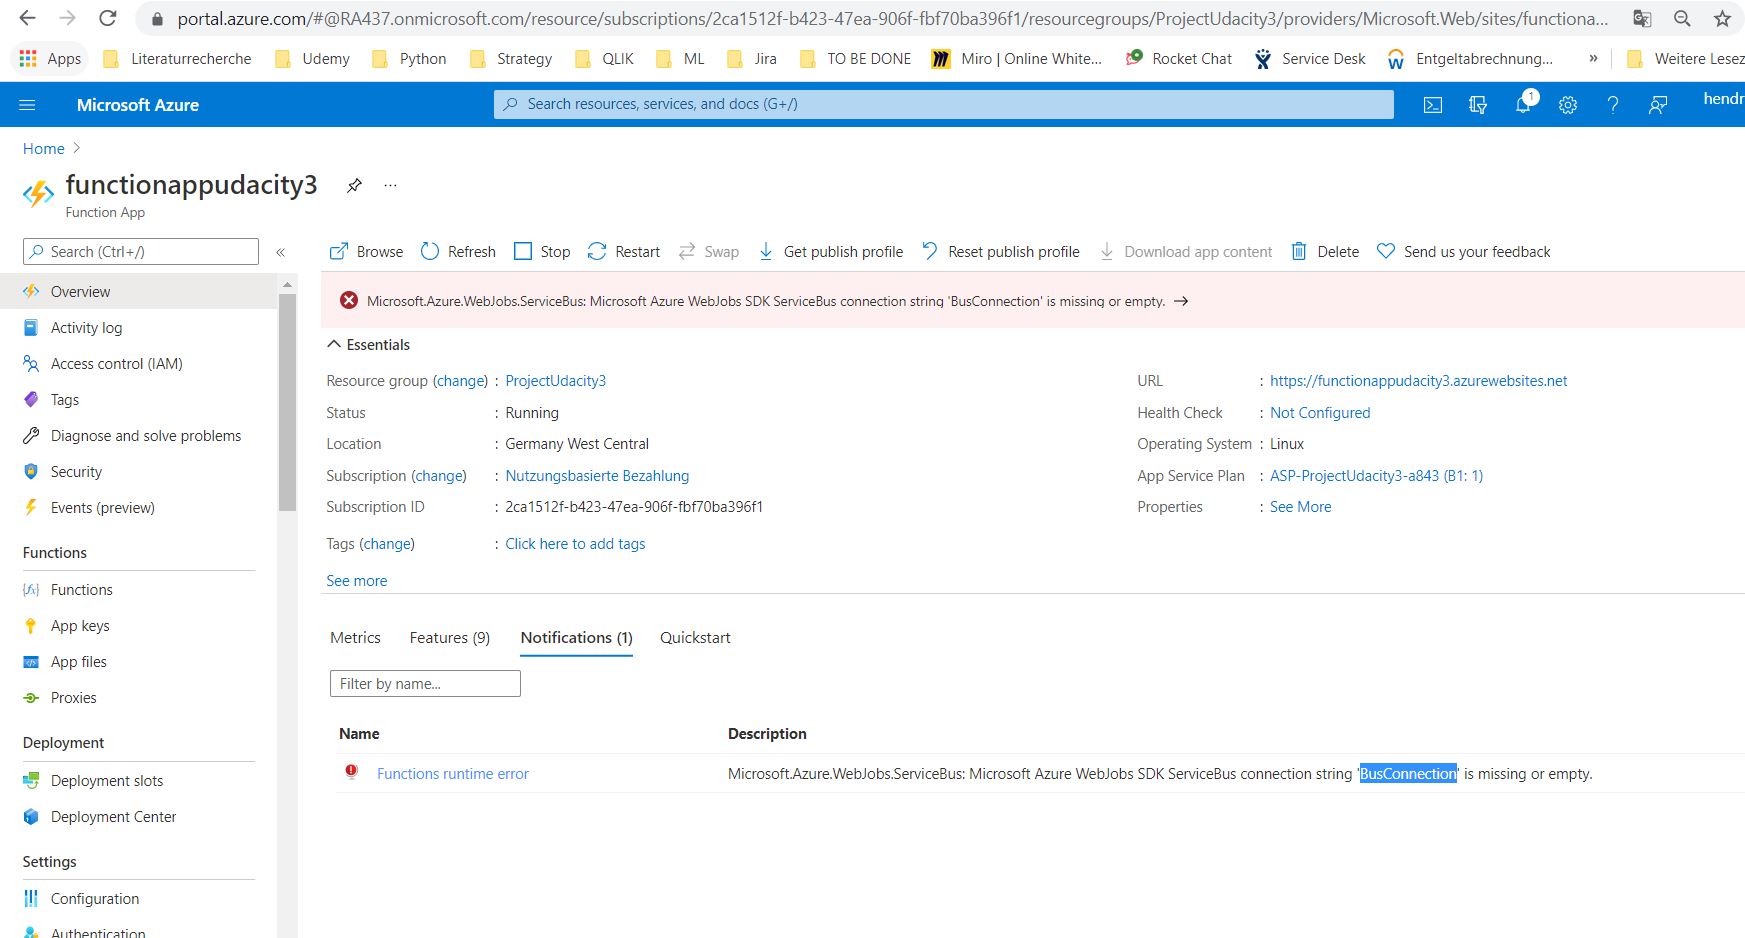 portal.azure.com/#@RA437.onmicrosoft.com/resource/subscriptions/2ca1512f-b423-47ea-906f-fbf70ba396f1/resourcegroups/ProjectUdacity3/providers/Microsoft.Web/sites/functiona...
Apps Literaturrecherche Udemy Python Strategy QLIK ML Jira TO BE DONE Miro | Online White... Rocket Chat Service Desk Entgeltabrechnung... » Weitere Lesez
Microsoft Azure Search resources, services, and docs (G+/) 1 hendr
Home
functionappudacity3 ...
Function App
Search (Ctrl+/) «
Browse Refresh Stop Restart Swap Get publish profile Reset publish profile Download app content Delete Send us your feedback
Overview
Activity log
Access control (IAM)
Tags
Diagnose and solve problems
Security
Events (preview)
Functions
Functions
App keys
App files
Proxies
Deployment
Deployment slots
Deployment Center
Settings
Configuration
Authentication
Microsoft.Azure.WebJobs.ServiceBus: Microsoft Azure WebJobs SDK ServiceBus connection string 'BusConnection' is missing or empty. →
Essentials
Resource group (change) : ProjectUdacity3
Status : Running
Location : Germany West Central
Subscription (change) : Nutzungsbasierte Bezahlung
Subscription ID : 2ca1512f-b423-47ea-906f-fbf70ba396f1
Tags (change) : Click here to add tags
See more
URL : https://functionappudacity3.azurewebsites.net
Health Check : Not Configured
Operating System : Linux
App Service Plan : ASP-ProjectUdacity3-a843 (B1: 1)
Properties : See More
Metrics Features (9) Notifications (1) Quickstart
Filter by name...
Name Description
Functions runtime error Microsoft.Azure.WebJobs.ServiceBus: Microsoft Azure WebJobs SDK ServiceBus connection string 'BusConnection' is missing or empty.